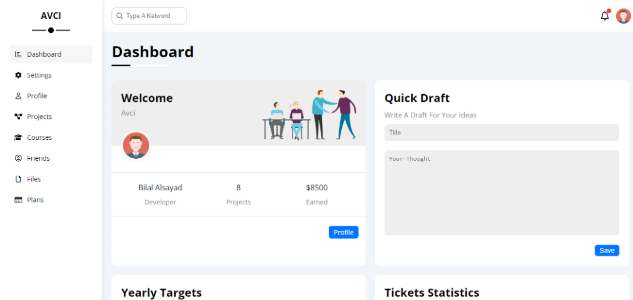 AVCI
Dashboard
Settings
Profile
Projects
Courses
Friends
Files
Plans
Type A Keyword
Dashboard
Welcome
Avci
Bilal Alsayad
Developer
8
Projects
$8500
Earned
Profile
Quick Draft
Write A Draft For Your Ideas
Title
Your Thought
Save
Yearly Targets
Tickets Statistics